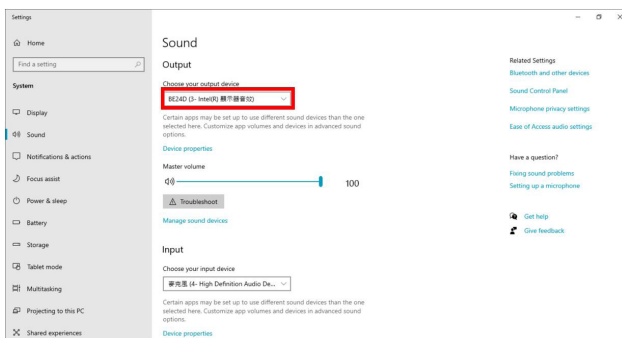 Settings
Home
Find a setting
System
Display
Sound
Notifications & actions
Focus assist
Power & sleep
Battery
Storage
Tablet mode
Multitasking
Projecting to this PC
Shared experiences
Sound
Output
Choose your output device
BE24D (3- Intel(R) 顯示器音效)
Certain apps may be set up to use different sound devices than the one
selected here. Customize app volumes and devices in advanced sound
options.
Device properties
Master volume
100
Troubleshoot
Manage sound devices
Input
Choose your input device
麥克風 (4- High Definition Audio De...
Certain apps may be set up to use different sound devices than the one
selected here. Customize app volumes and devices in advanced sound
options.
Device properties
Related Settings
Bluetooth and other devices
Sound Control Panel
Microphone privacy settings
Ease of Access audio settings
Have a question?
Fixing sound problems
Setting up a microphone
Get help
Give feedback